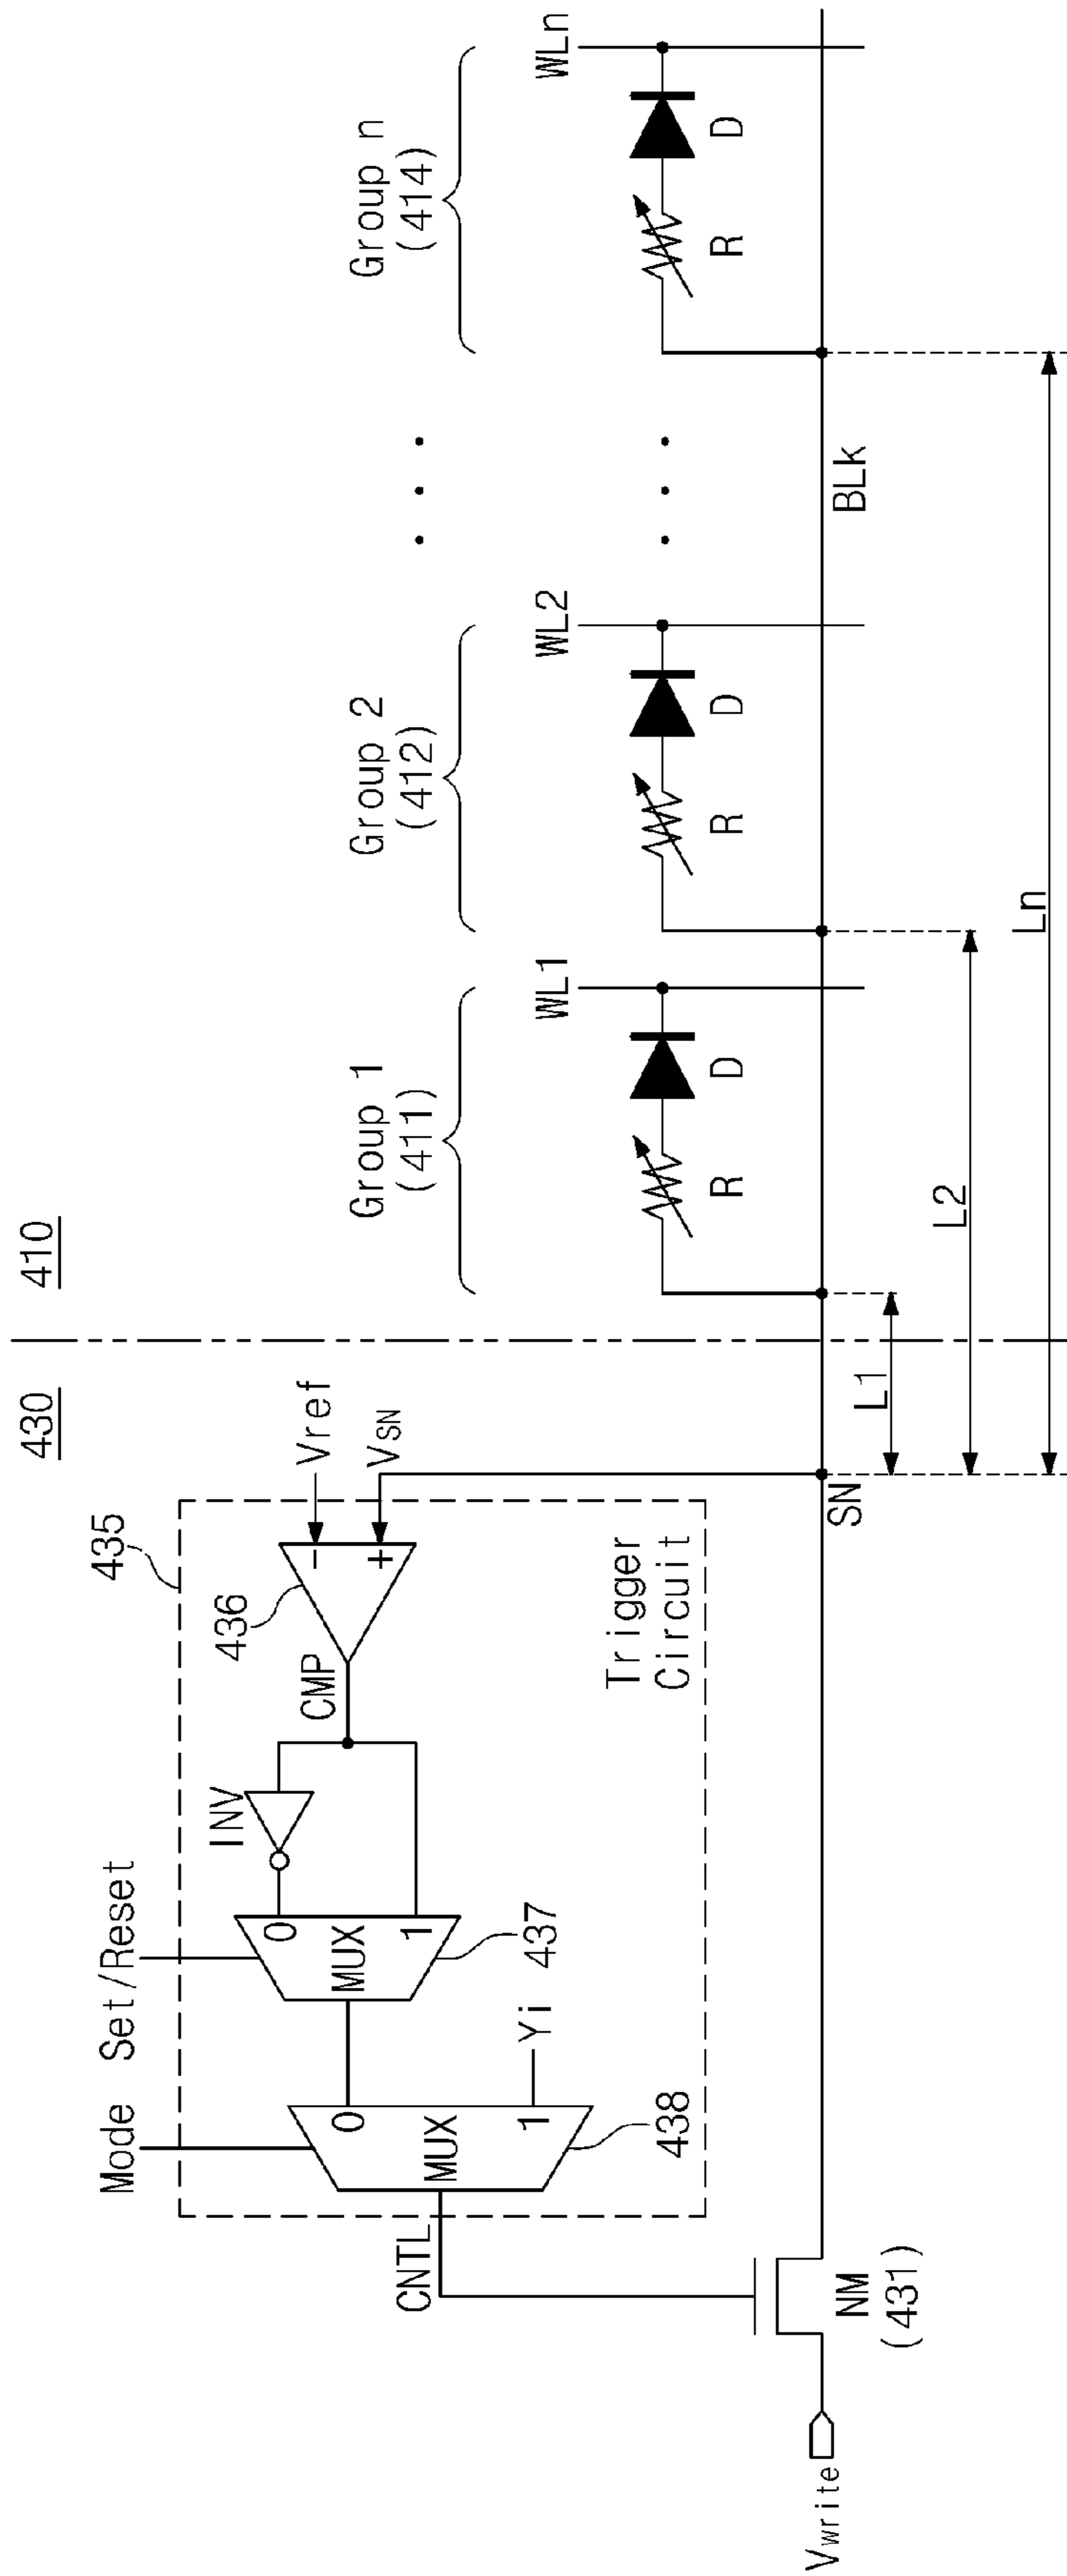 430
410
Mode
Set/Reset
435
436
Vref
VSN
INV
CMP
0
MUX
1
437
0
MUX
1
Yi
438
CNTL
Trigger
Circuit
NM
(431)
Vwrite
SN
Group 1
(411)
WL1
R
D
Group 2
(412)
WL2
R
D
Group n
(414)
WLn
R
D
BLk
L1
L2
Ln
-
+